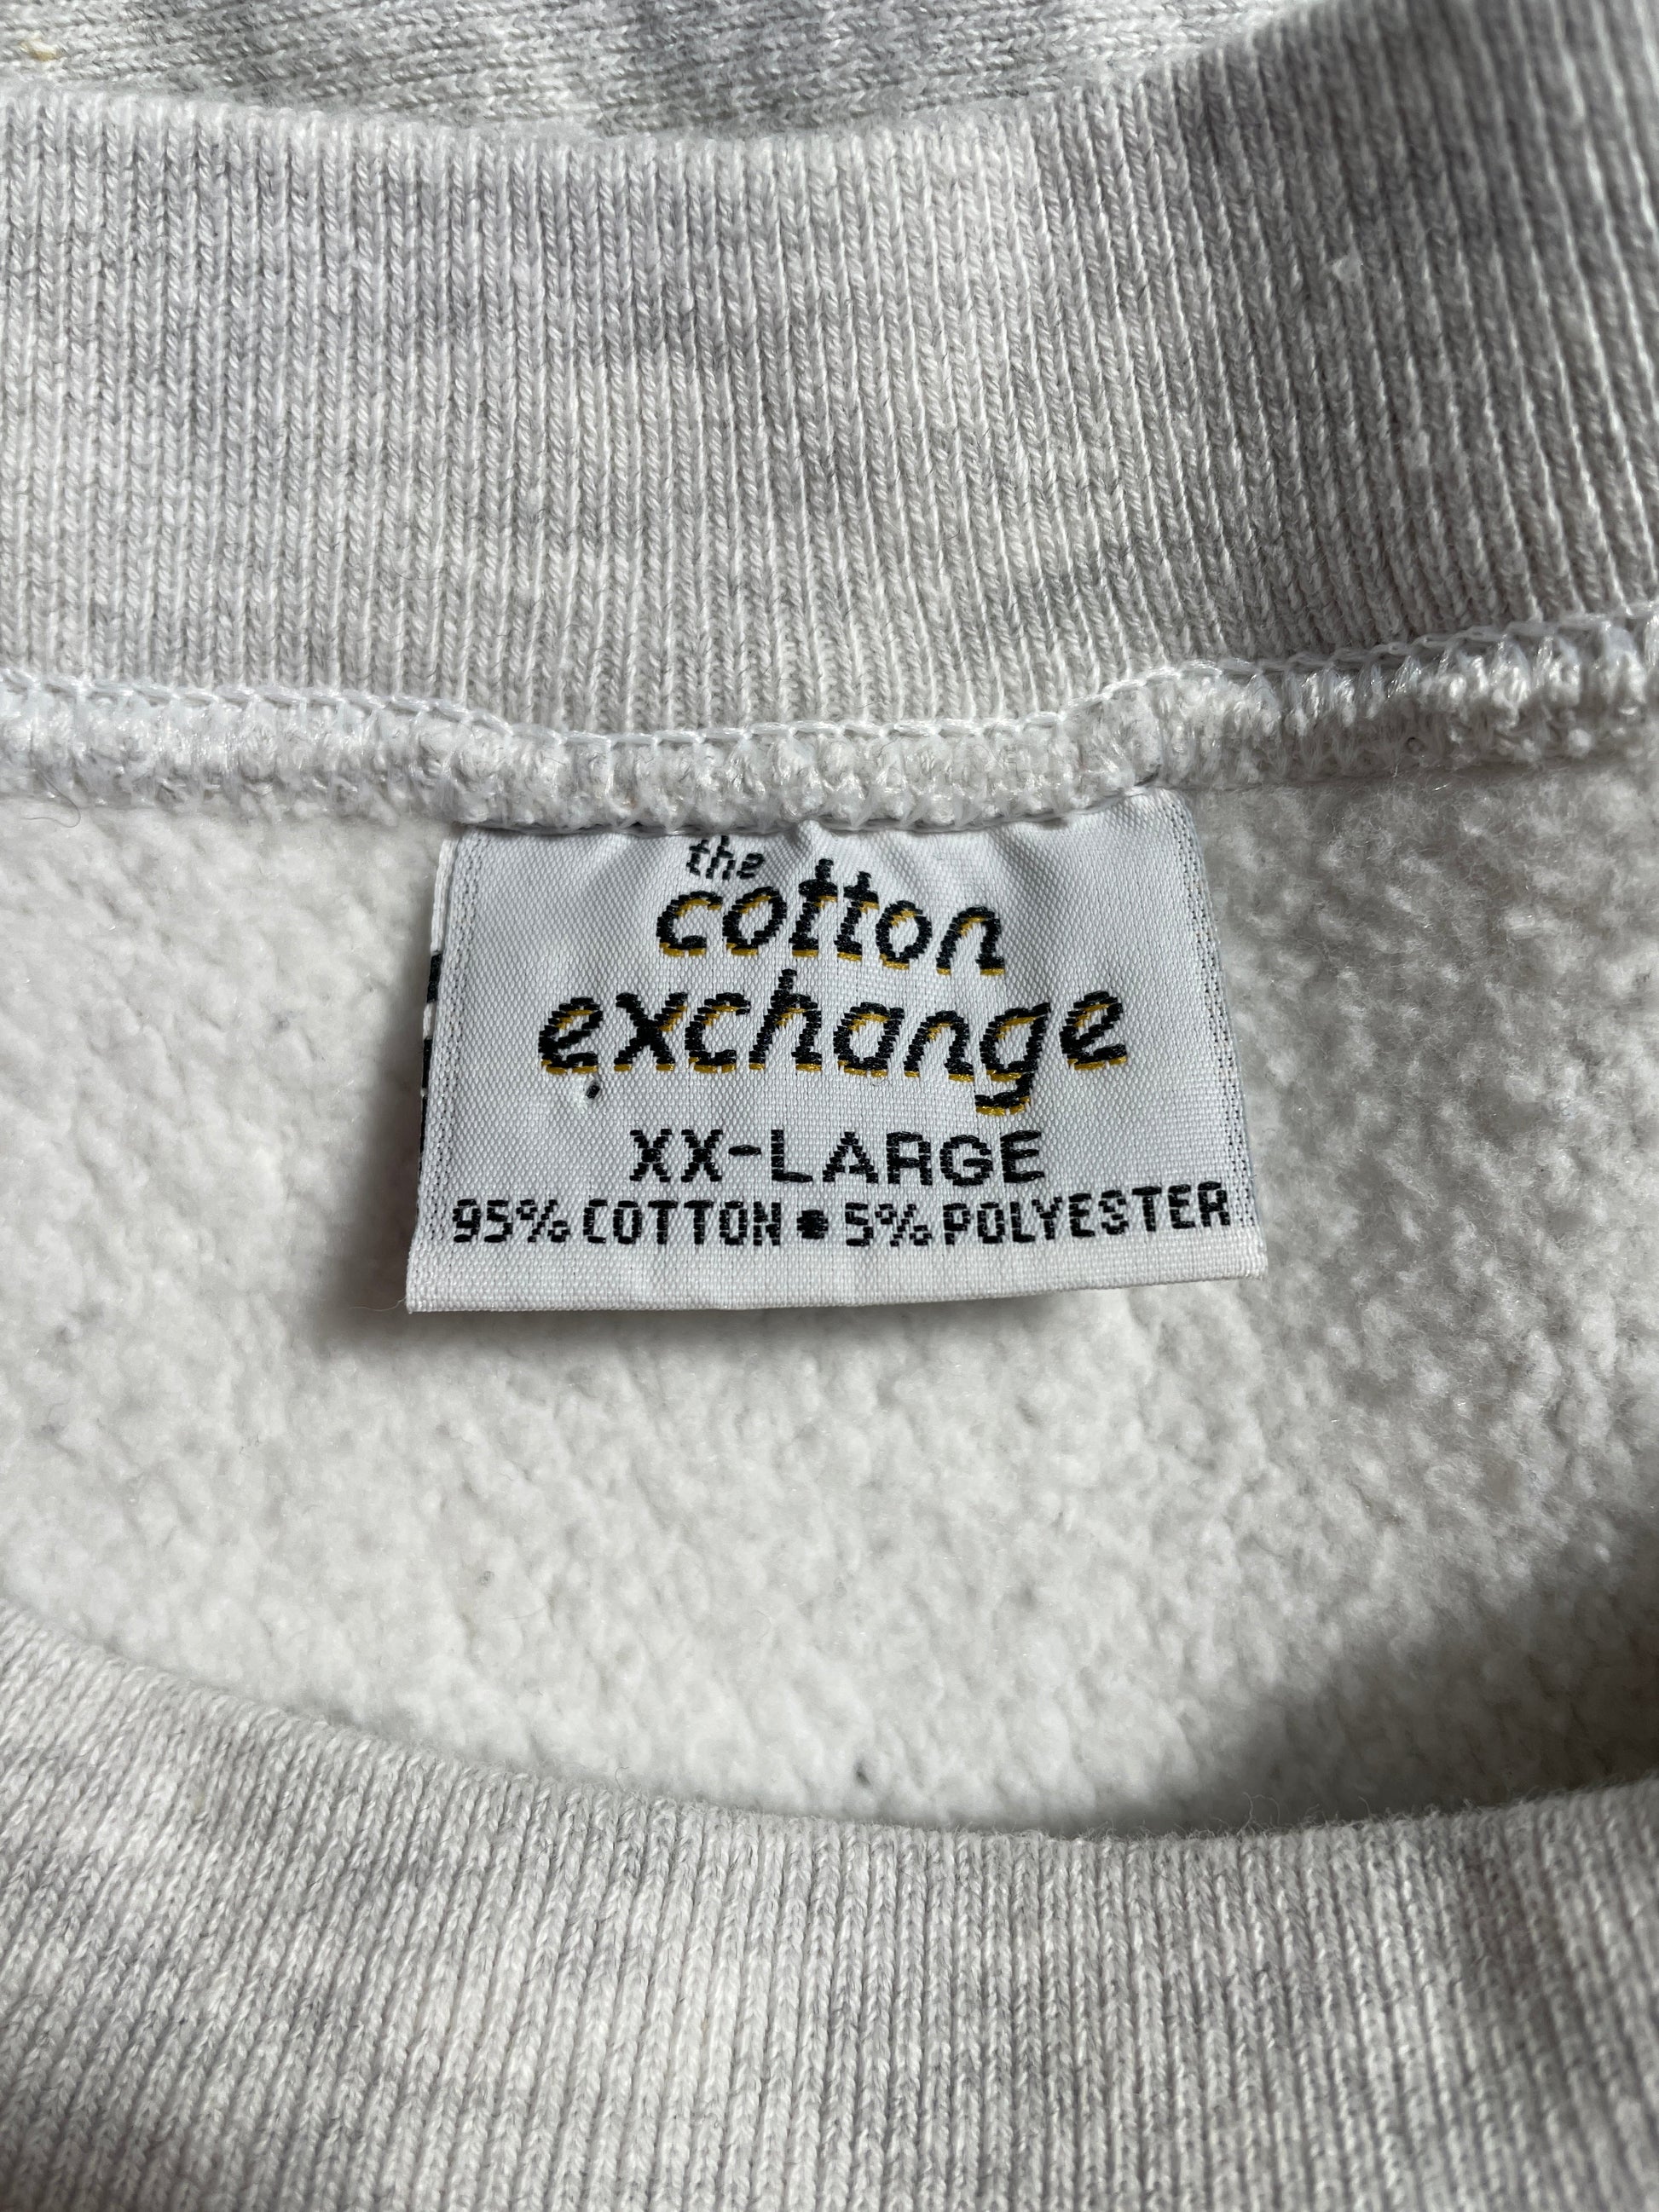 the
cotton
exchange
XX-LARGE
95% COTTON • 5% POLYESTER